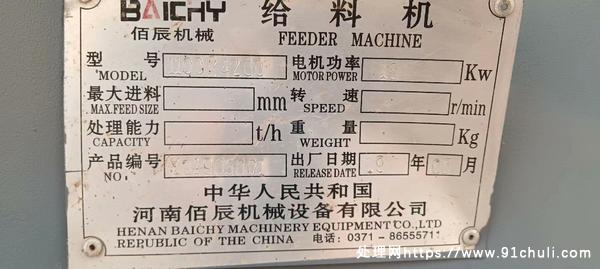 BAICHY 给料机
佰辰机械 FEEDER MACHINE
型号 电机功率 Kw
MODEL MOTOR POWER
最大进料 mm 转速 r/min
MAX.FEED SIZE SPEED
处理能力 t/h 重量 Kg
CAPACITY WEIGHT
产品编号 出厂日期 年 月
NO. RELEASE DATE
中华人民共和国
河南佰辰机械设备有限公司
HENAN BAICHY MACHINERY EQUIPMENT CO.,LTD
RERUBLIC OF THE CHINA 电话：0371-86555711
处理网https://www.91chuli.com